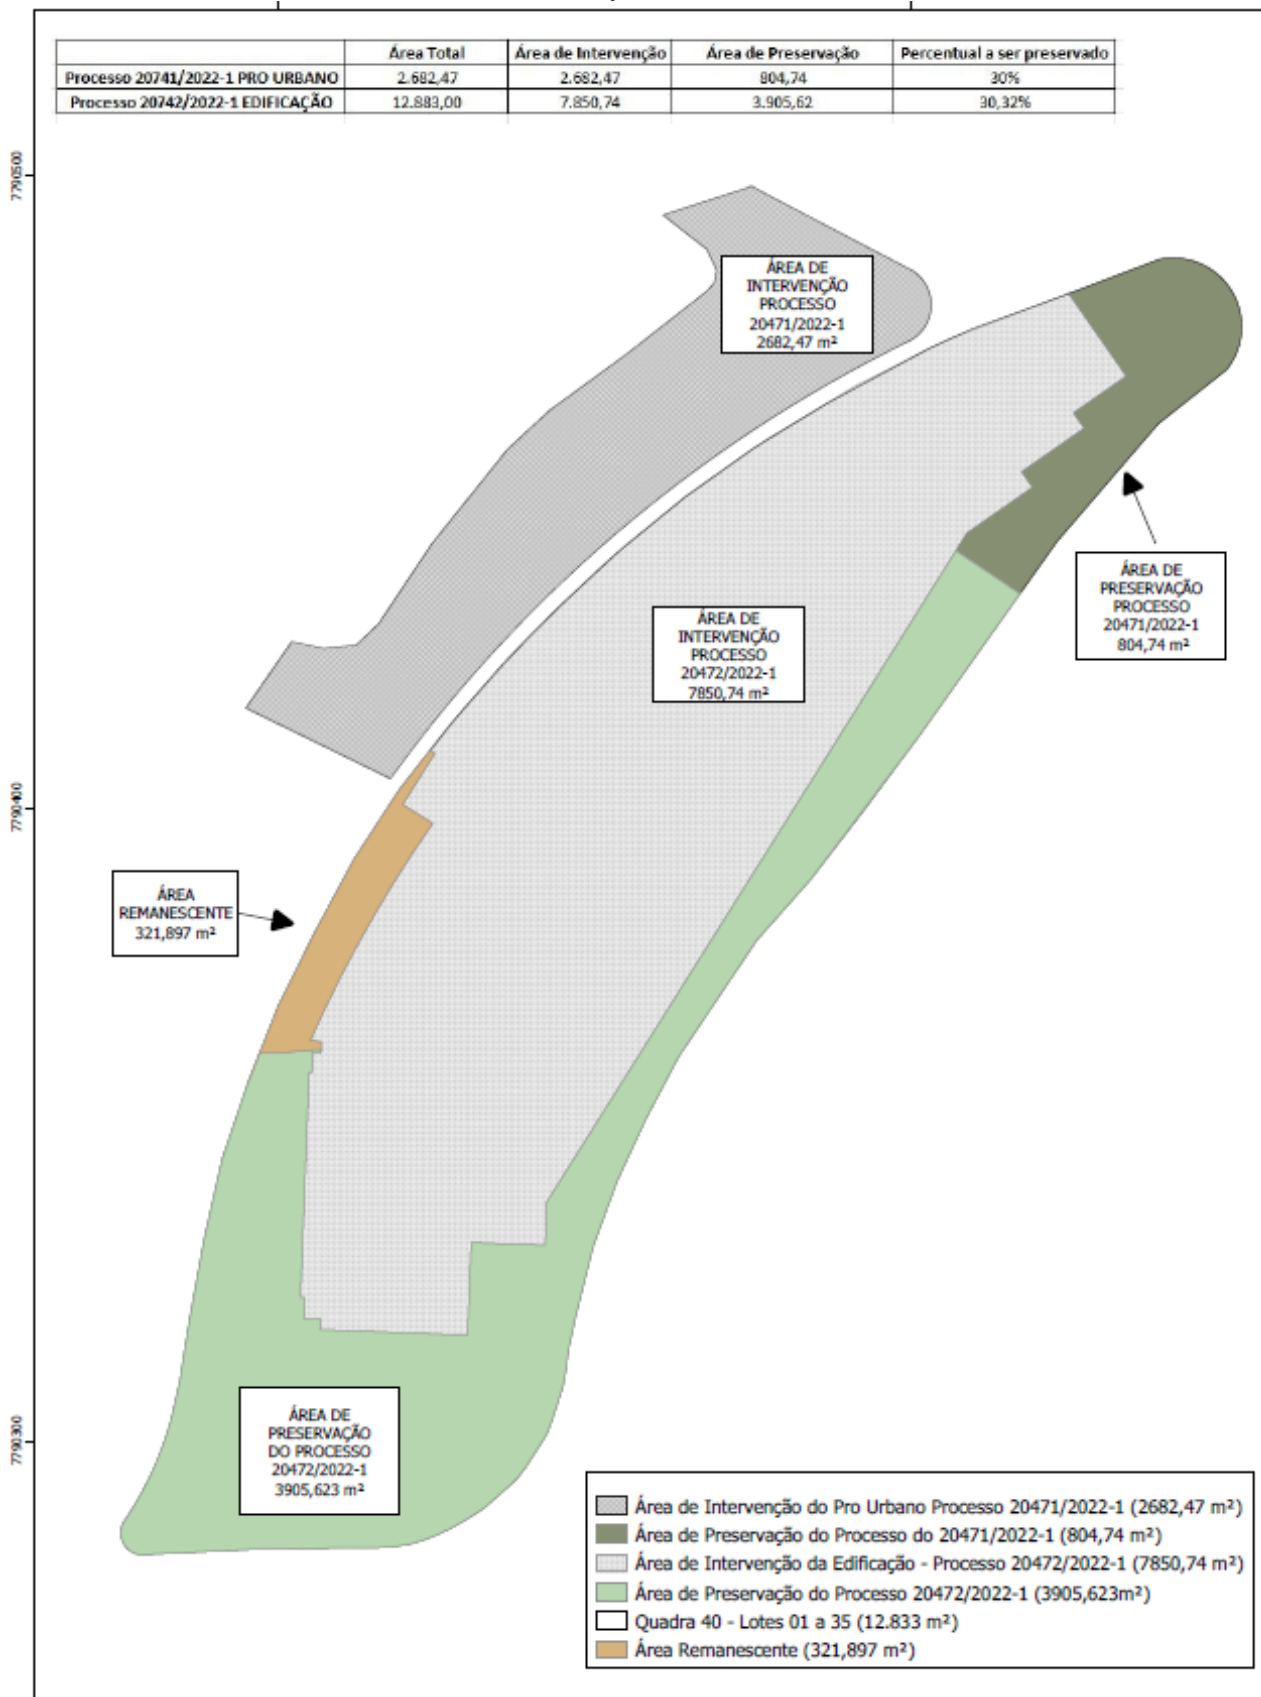 Área Total Área de Intervenção Área de Preservação Percentual a ser preservado
Processo 20741/2022-1 PRO URBANO 2.682,47 2.682,47 804,74 30%
Processo 20742/2022-1 EDIFICAÇÃO 12.883,00 7.850,74 3.905,62 30,32%
7790500
ÁREA DE
INTERVENÇÃO
PROCESSO
20471/2022-1
2682,47 m²
ÁREA DE
PRESERVAÇÃO
PROCESSO
20471/2022-1
804,74 m²
ÁREA DE
INTERVENÇÃO
PROCESSO
20472/2022-1
7850,74 m²
7790400
ÁREA
REMANESCENTE
321,897 m²
7790300
ÁREA DE
PRESERVAÇÃO
DO PROCESSO
20472/2022-1
3905,623 m²
Área de Intervenção do Pro Urbano Processo 20471/2022-1 (2682,47 m²)
Área de Preservação do Processo do 20471/2022-1 (804,74 m²)
Área de Intervenção da Edificação - Processo 20472/2022-1 (7850,74 m²)
Área de Preservação do Processo 20472/2022-1 (3905,623m²)
Quadra 40 - Lotes 01 a 35 (12.833 m²)
Área Remanescente (321,897 m²)